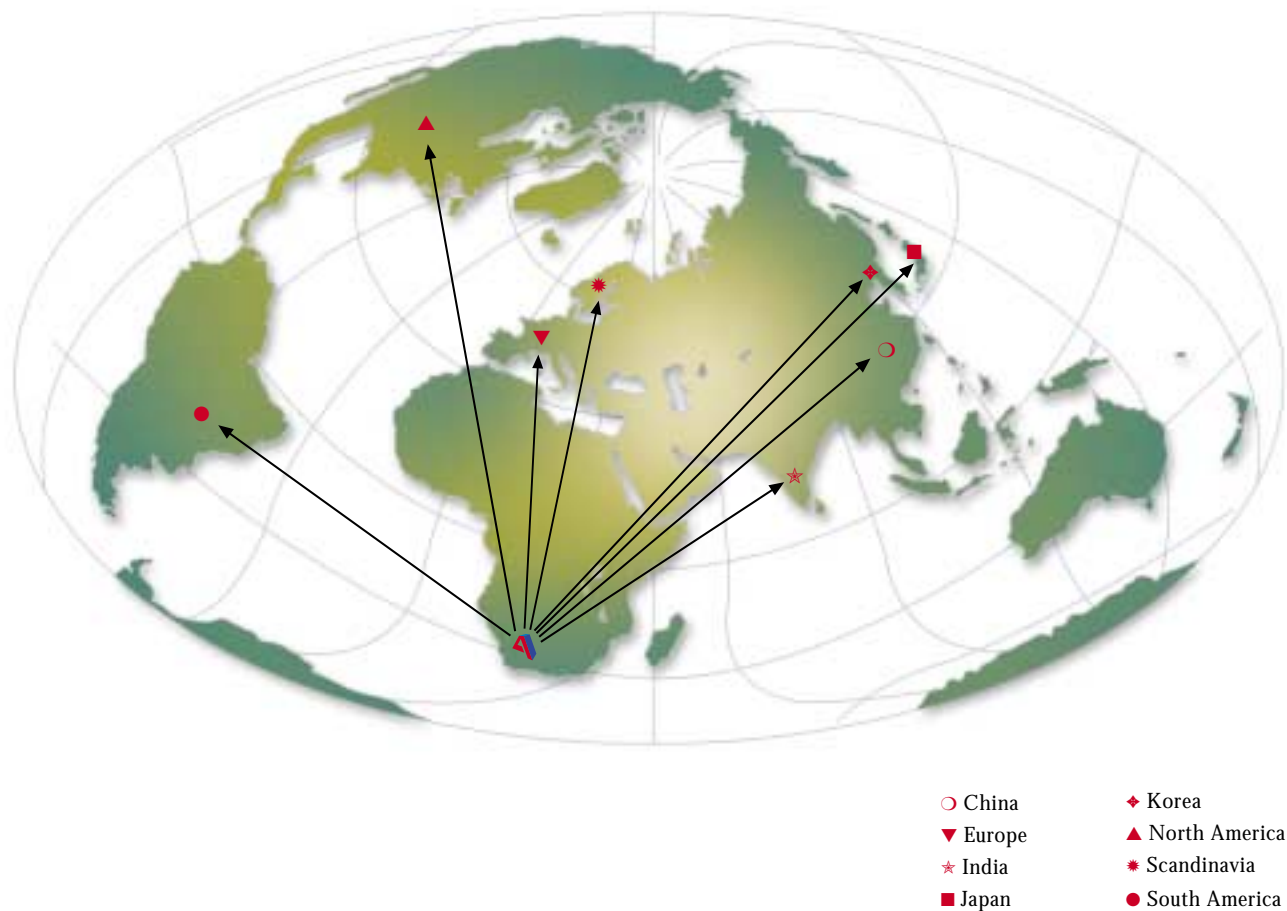 China
Europe
India
Japan
Korea
North America
Scandinavia
South America